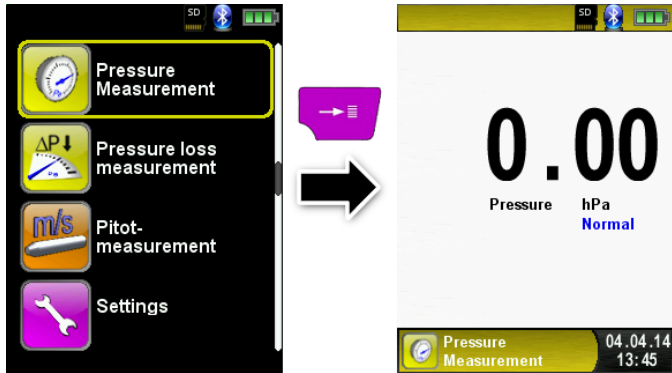 SD
Pressure
Measurement
ΔP
Pa
Pressure loss
measurement
m/s
Pitot-
measurement
Settings
SD
0.00
Pressure hPa
Normal
Pressure
Measurement
04.04.14
13:45